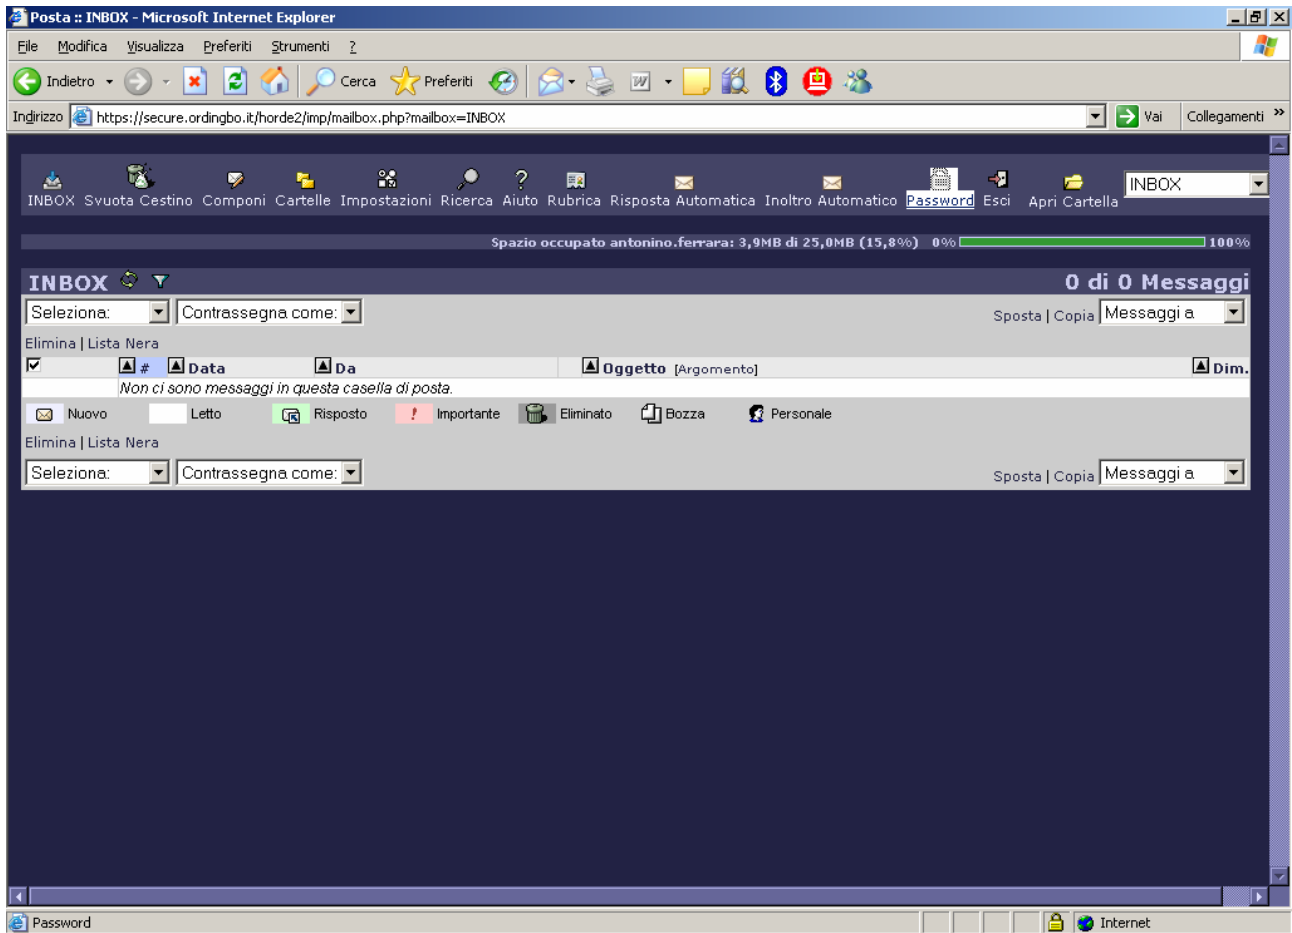 Posta :: INBOX - Microsoft Internet Explorer
File Modifica Visualizza Preferiti Strumenti ?
Indietro Cerca Preferiti
Indirizzo https://secure.ordingbo.it/horde2/imp/mailbox.php?mailbox=INBOX Vai Collegamenti »
INBOX Svuota Cestino Componi Cartelle Impostazioni Ricerca Aiuto Rubrica Risposta Automatica Inoltro Automatico Password Esci Apri Cartella INBOX
Spazio occupato antonino.ferrara: 3,9MB di 25,0MB (15,8%) 0% 100%
INBOX 0 di 0 Messaggi
Seleziona: Contrassegna come: Sposta | Copia Messaggi a
Elimina | Lista Nera
# Data Da Oggetto [Argomento] Dim.
Non ci sono messaggi in questa casella di posta.
Nuovo Letto Risposto ! Importante Eliminato Bozza Personale
Elimina | Lista Nera
Seleziona: Contrassegna come: Sposta | Copia Messaggi a
Password Internet